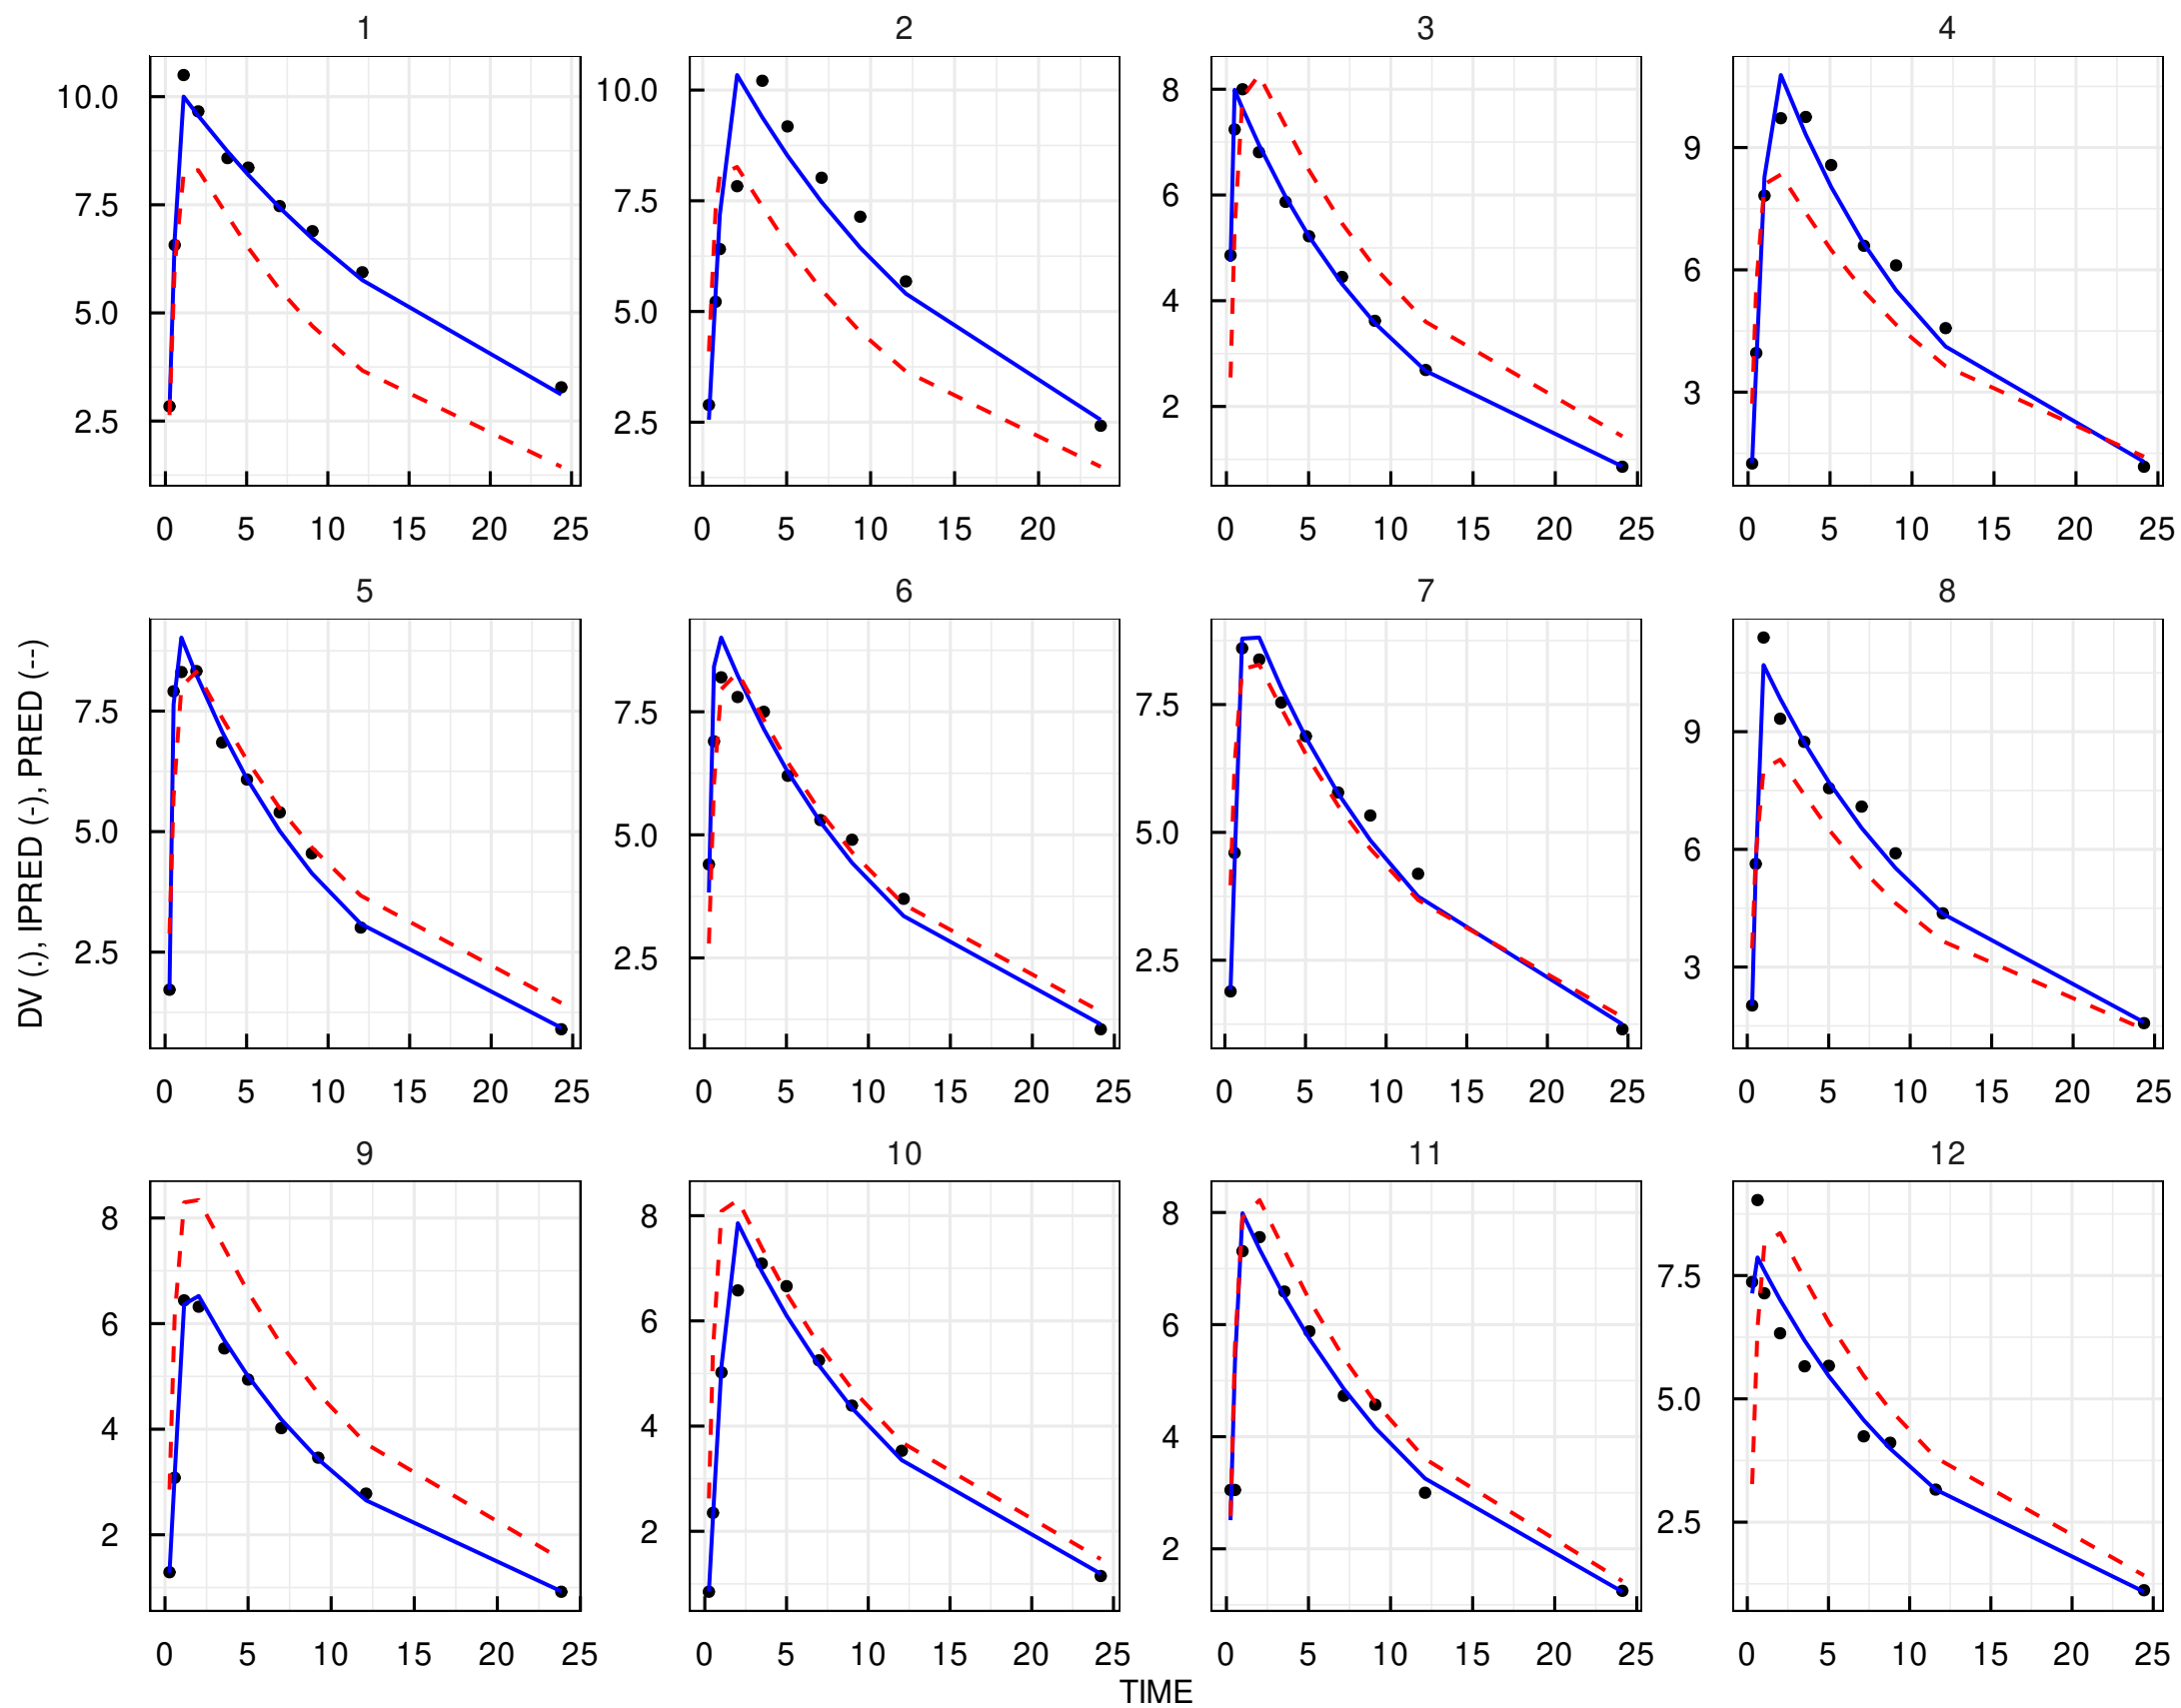 1 2 3 4
10.0 10.0 8 9
7.5 7.5 6 6
5.0 5.0 4 3
2.5 2.5 2
0 5 10 15 20 25 0 5 10 15 20 0 5 10 15 20 25 0 5 10 15 20 25
5 6 7 8
DV (.), IPRED (-), PRED (--)
7.5 7.5 7.5 9
5.0 5.0 5.0 6
2.5 2.5 2.5 3
0 5 10 15 20 25 0 5 10 15 20 25 0 5 10 15 20 25 0 5 10 15 20 25
9 10 11 12
8 8 8 7.5
6 6 6 5.0
4 4 4 2.5
2 2 2
0 5 10 15 20 25 0 5 10 15 20 25 0 5 10 15 20 25 0 5 10 15 20 25
TIME